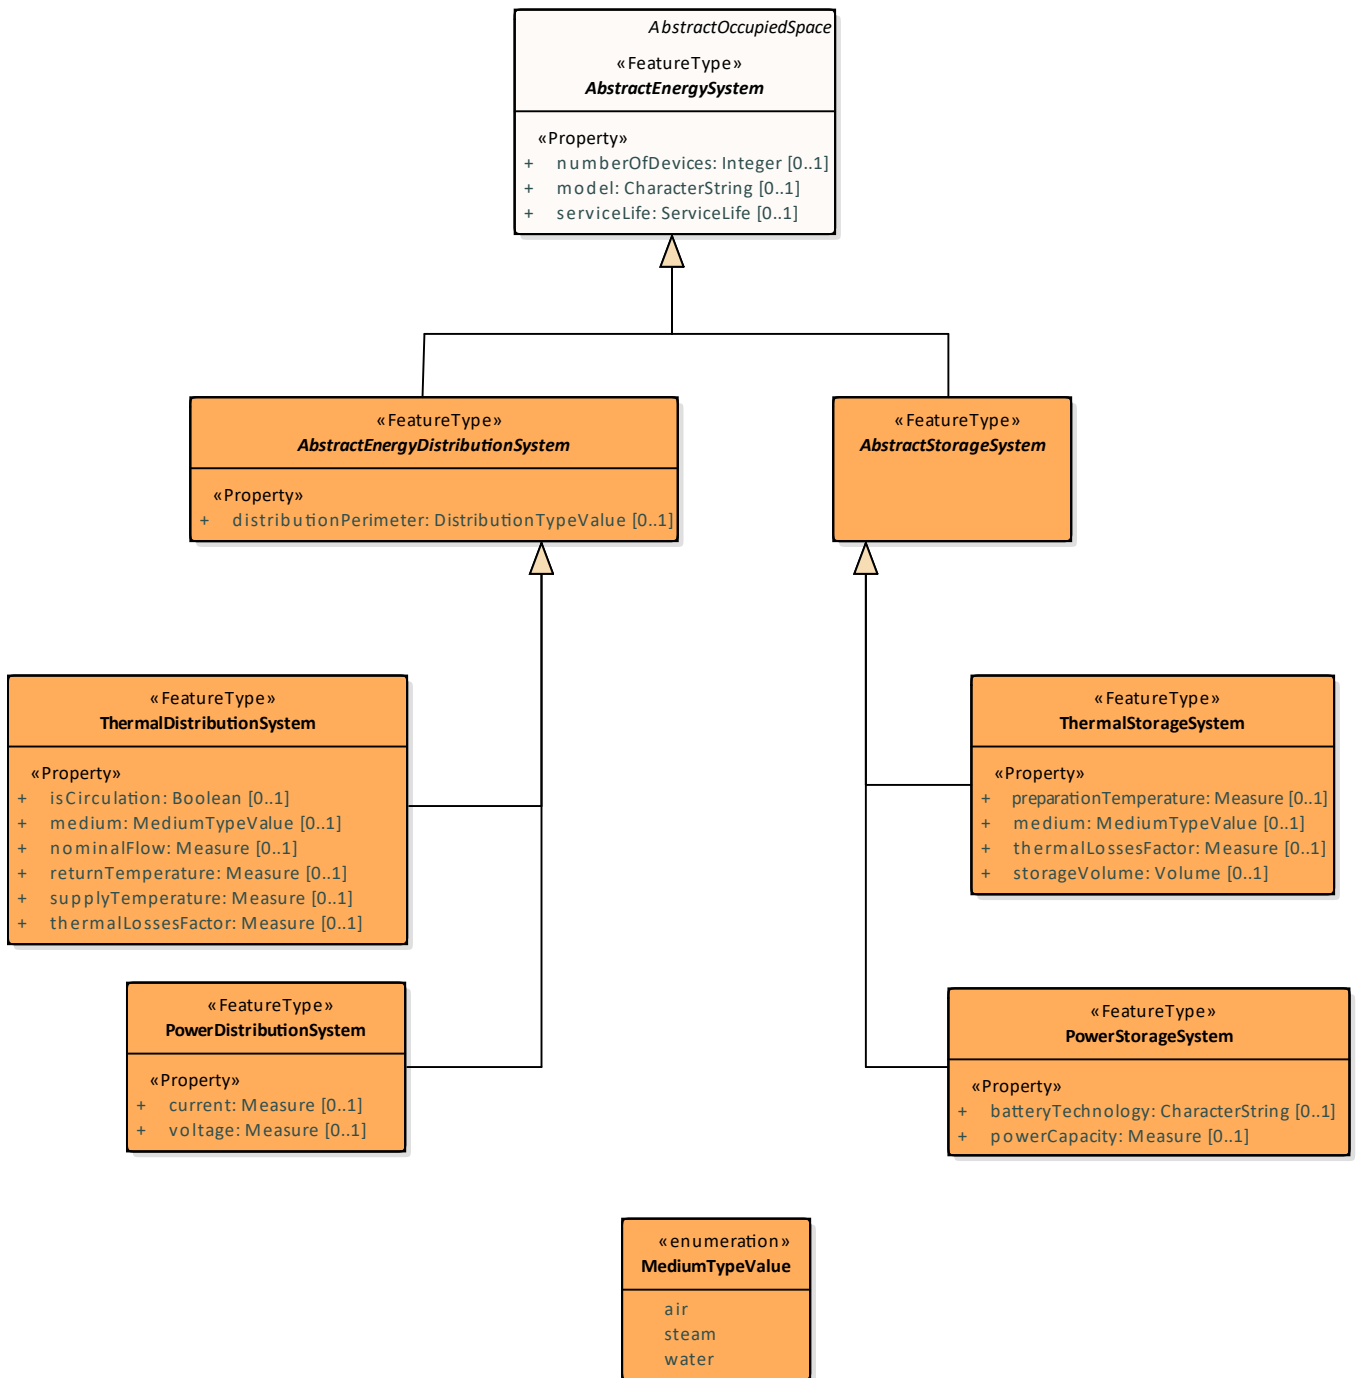 AbstractOccupiedSpace
«FeatureType»
AbstractEnergySystem
«Property»
+ numberOfDevices: Integer [0..1]
+ model: CharacterString [0..1]
+ serviceLife: ServiceLife [0..1]
«FeatureType»
AbstractEnergyDistributionSystem
«Property»
+ distributionPerimeter: DistributionTypeValue [0..1]
«FeatureType»
AbstractStorageSystem
«FeatureType»
ThermalDistributionSystem
«Property»
+ isCirculation: Boolean [0..1]
+ medium: MediumTypeValue [0..1]
+ nominalFlow: Measure [0..1]
+ returnTemperature: Measure [0..1]
+ supplyTemperature: Measure [0..1]
+ thermalLossesFactor: Measure [0..1]
«FeatureType»
ThermalStorageSystem
«Property»
+ preparationTemperature: Measure [0..1]
+ medium: MediumTypeValue [0..1]
+ thermalLossesFactor: Measure [0..1]
+ storageVolume: Volume [0..1]
«FeatureType»
PowerDistributionSystem
«Property»
+ current: Measure [0..1]
+ voltage: Measure [0..1]
«FeatureType»
PowerStorageSystem
«Property»
+ batteryTechnology: CharacterString [0..1]
+ powerCapacity: Measure [0..1]
«enumeration»
MediumTypeValue
air
steam
water